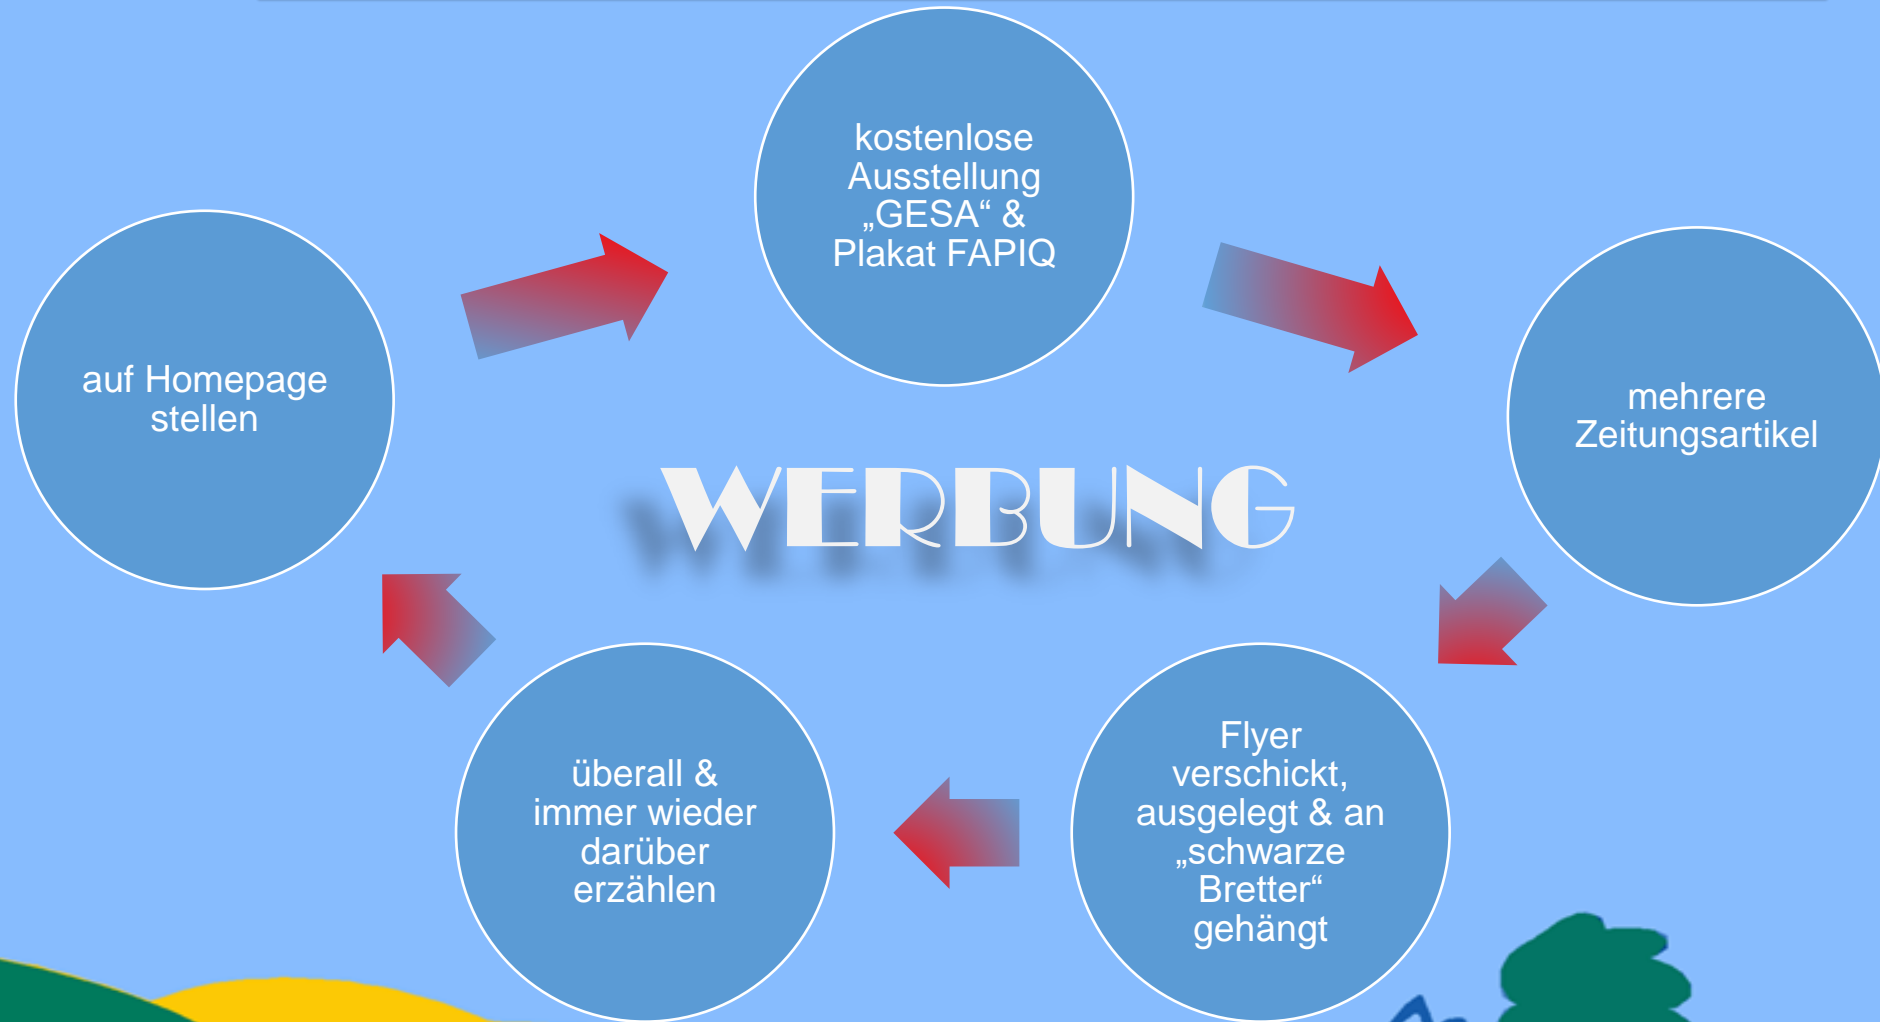 kostenlose
Ausstellung
„GESA“ &
Plakat FAPIQ
mehrere
Zeitungsartikel
Flyer
verschickt,
ausgelegt & an
„schwarze
Bretter“
gehängt
überall &
immer wieder
darüber
erzählen
auf Homepage
stellen
WERBUNG